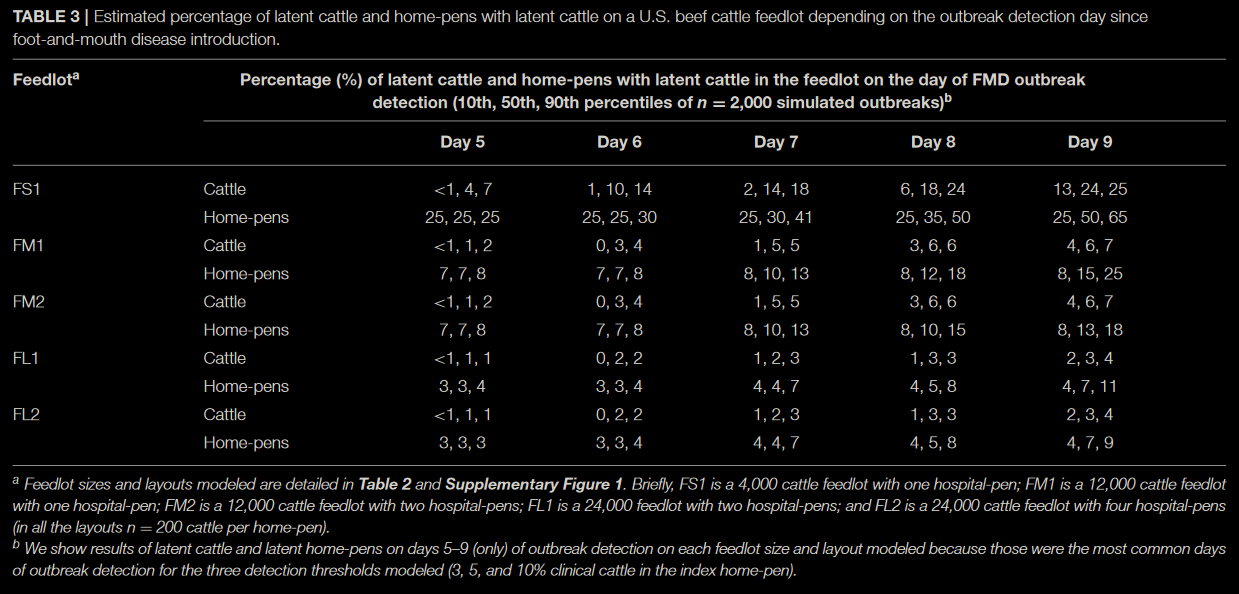 TABLE 3 | Estimated percentage of latent cattle and home-pens with latent cattle on a U.S. beef cattle feedlot depending on the outbreak detection day since
foot-and-mouth disease introduction.
Feedlotᵃ Percentage (%) of latent cattle and home-pens with latent cattle in the feedlot on the day of FMD outbreak
detection (10th, 50th, 90th percentiles of n = 2,000 simulated outbreaks)ᵇ
Day 5 Day 6 Day 7 Day 8 Day 9
FS1 Cattle <1, 4, 7 1, 10, 14 2, 14, 18 6, 18, 24 13, 24, 25
Home-pens 25, 25, 25 25, 25, 30 25, 30, 41 25, 35, 50 25, 50, 65
FM1 Cattle <1, 1, 2 0, 3, 4 1, 5, 5 3, 6, 6 4, 6, 7
Home-pens 7, 7, 8 7, 7, 8 8, 10, 13 8, 12, 18 8, 15, 25
FM2 Cattle <1, 1, 2 0, 3, 4 1, 5, 5 3, 6, 6 4, 6, 7
Home-pens 7, 7, 8 7, 7, 8 8, 10, 13 8, 10, 15 8, 13, 18
FL1 Cattle <1, 1, 1 0, 2, 2 1, 2, 3 1, 3, 3 2, 3, 4
Home-pens 3, 3, 4 3, 3, 4 4, 4, 7 4, 5, 8 4, 7, 11
FL2 Cattle <1, 1, 1 0, 2, 2 1, 2, 3 1, 3, 3 2, 3, 4
Home-pens 3, 3, 3 3, 3, 4 4, 4, 7 4, 5, 8 4, 7, 9
ᵃ Feedlot sizes and layouts modeled are detailed in Table 2 and Supplementary Figure 1. Briefly, FS1 is a 4,000 cattle feedlot with one hospital-pen; FM1 is a 12,000 cattle feedlot
with one hospital-pen; FM2 is a 12,000 cattle feedlot with two hospital-pens; FL1 is a 24,000 feedlot with two hospital-pens; and FL2 is a 24,000 cattle feedlot with four hospital-pens
(in all the layouts n = 200 cattle per home-pen).
ᵇ We show results of latent cattle and latent home-pens on days 5–9 (only) of outbreak detection on each feedlot size and layout modeled because those were the most common days
of outbreak detection for the three detection thresholds modeled (3, 5, and 10% clinical cattle in the index home-pen).